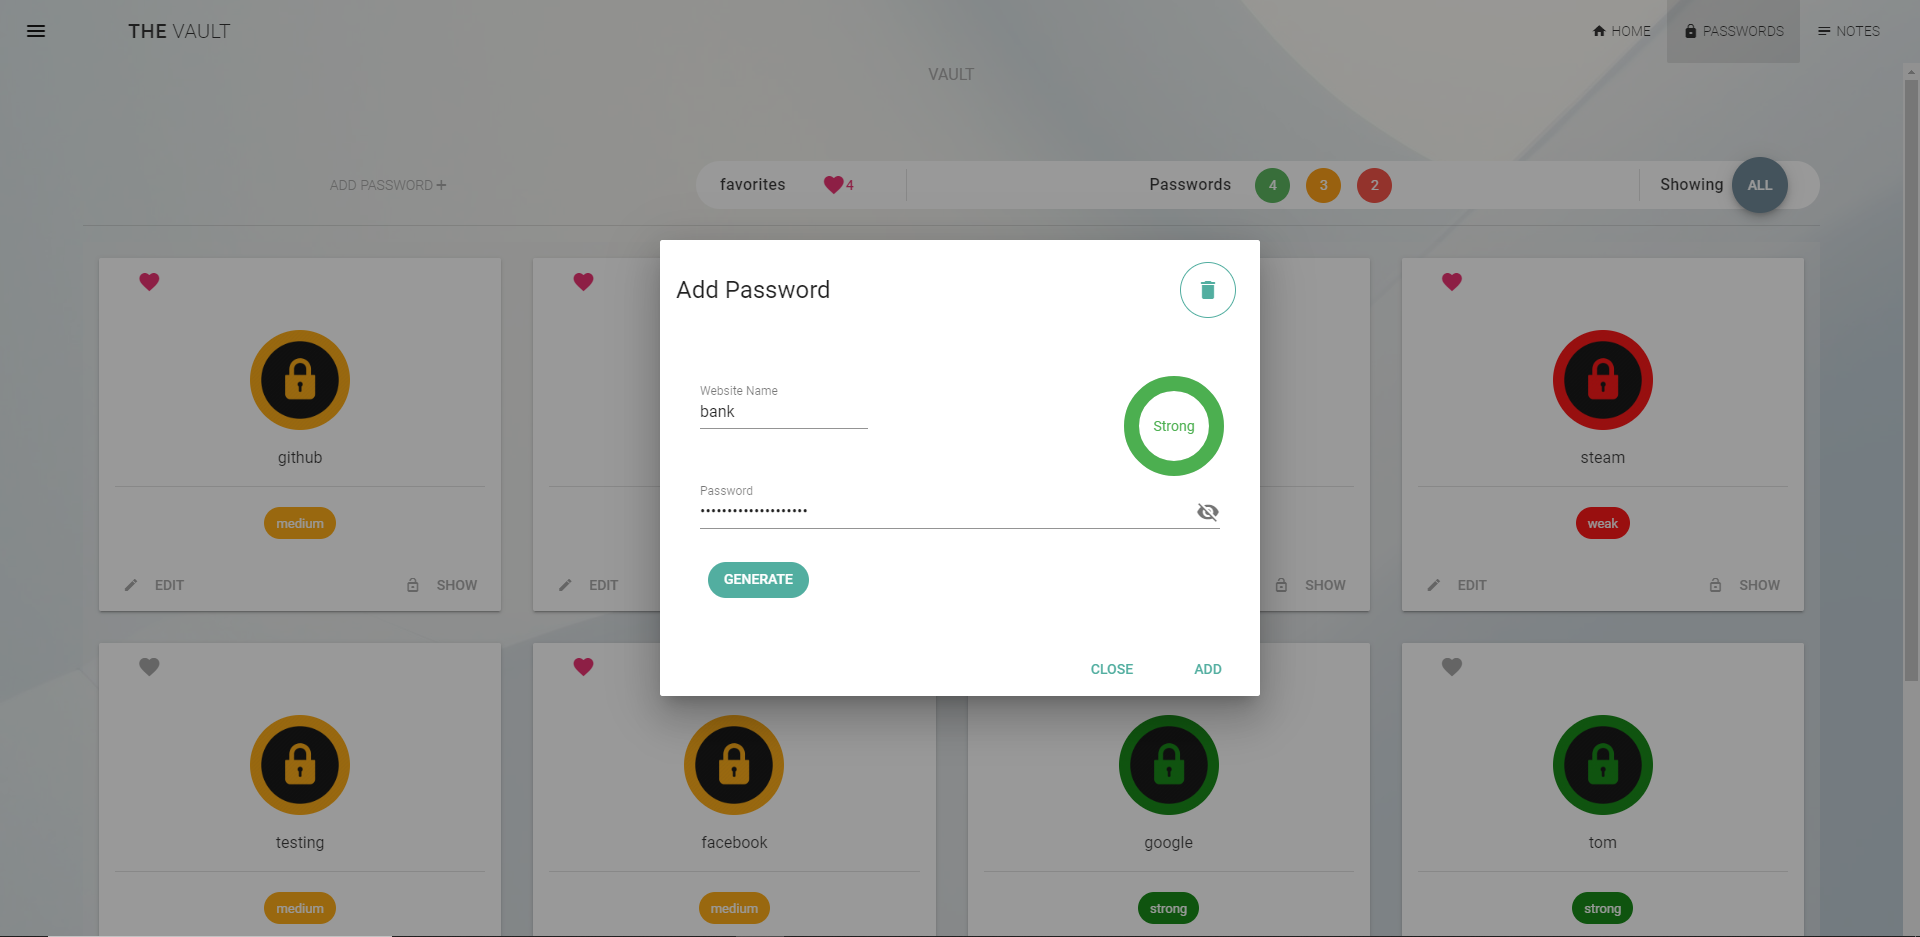 THE VAULT
HOME
PASSWORDS
NOTES
VAULT
ADD PASSWORD+
favorites
4
Passwords
4
3
2
Showing
ALL
Add Password
Website Name
bank
Strong
Password
••••••••••••••••••••
GENERATE
CLOSE
ADD
github
medium
EDIT
SHOW
EDIT
SHOW
steam
weak
EDIT
SHOW
testing
medium
facebook
medium
google
strong
tom
strong